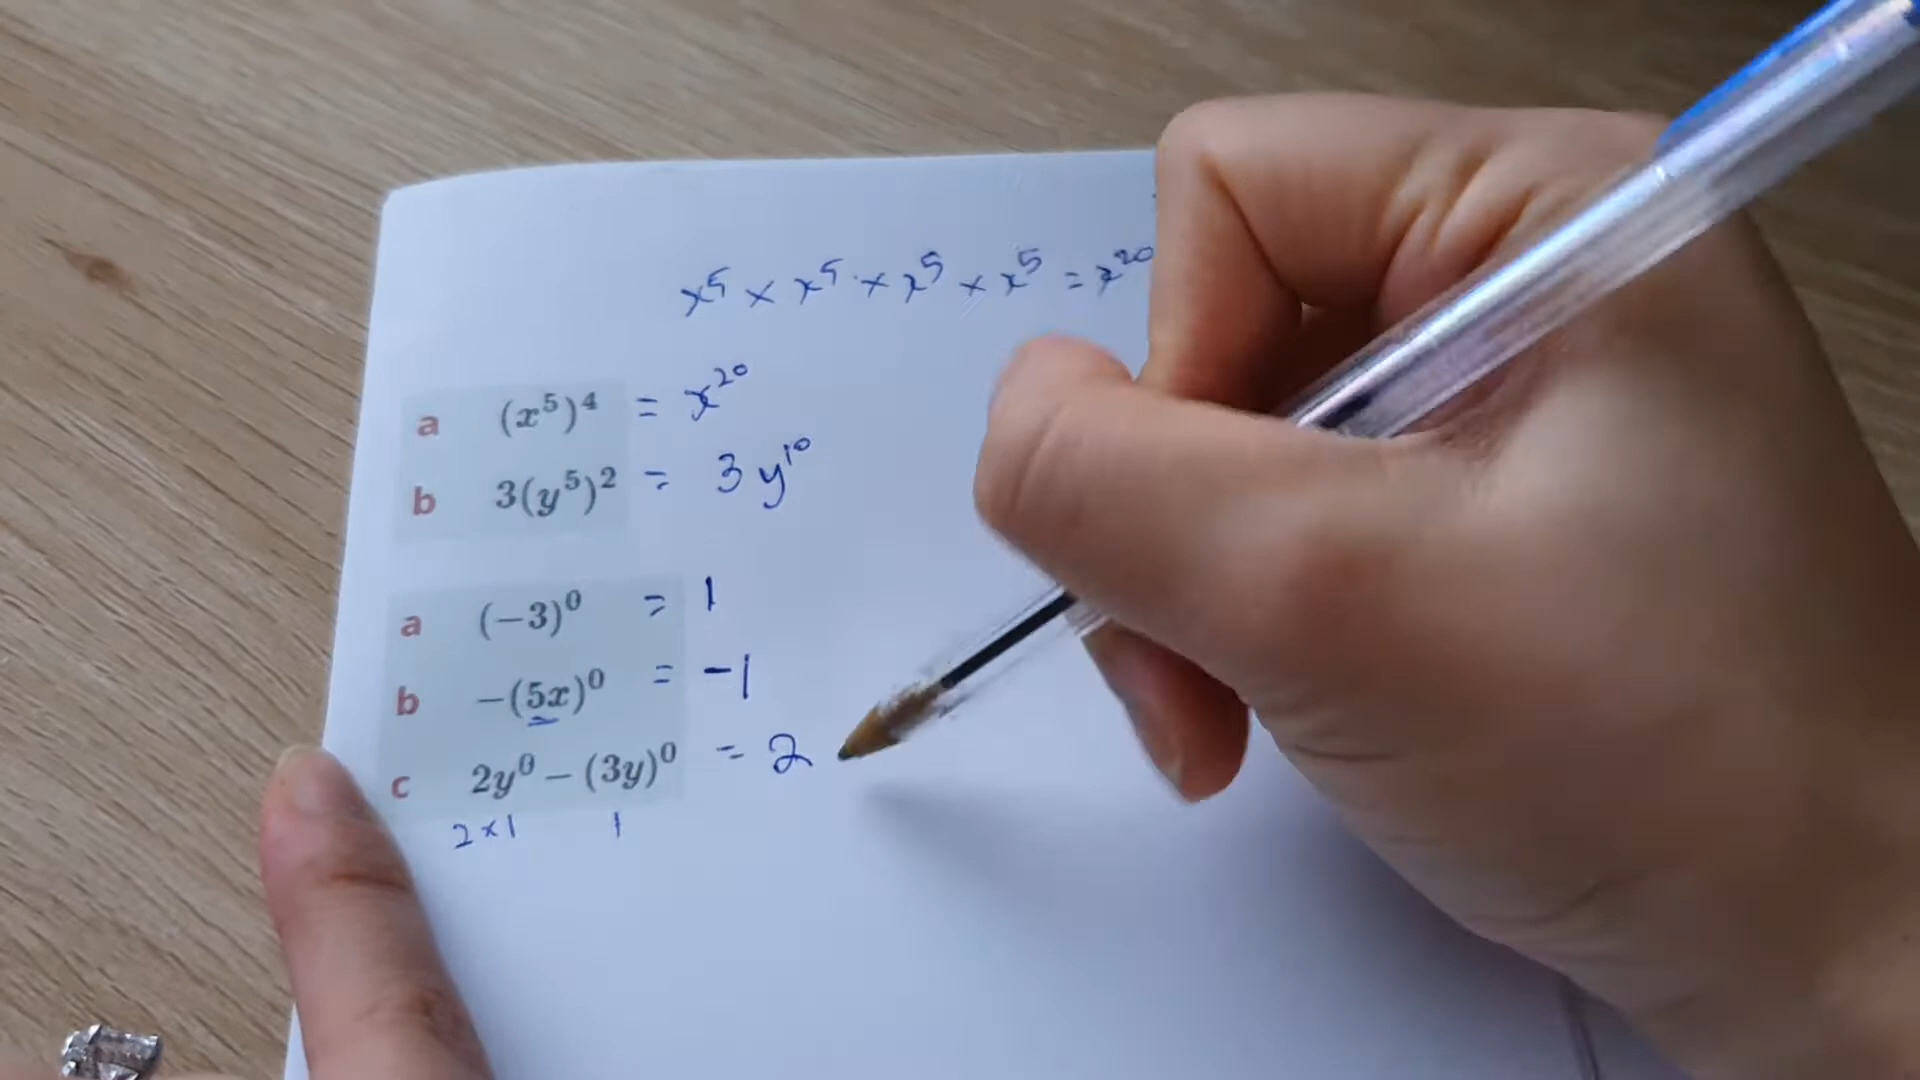 x⁵ × x⁵ × x⁵ × x⁵ = x²⁰
a (x⁵)⁴ = x²⁰
b 3(y⁵)² = 3y¹⁰
a (−3)⁰ = 1
b −(5x)⁰ = −1
c 2y⁰ − (3y)⁰ = 2
2 × 1 1